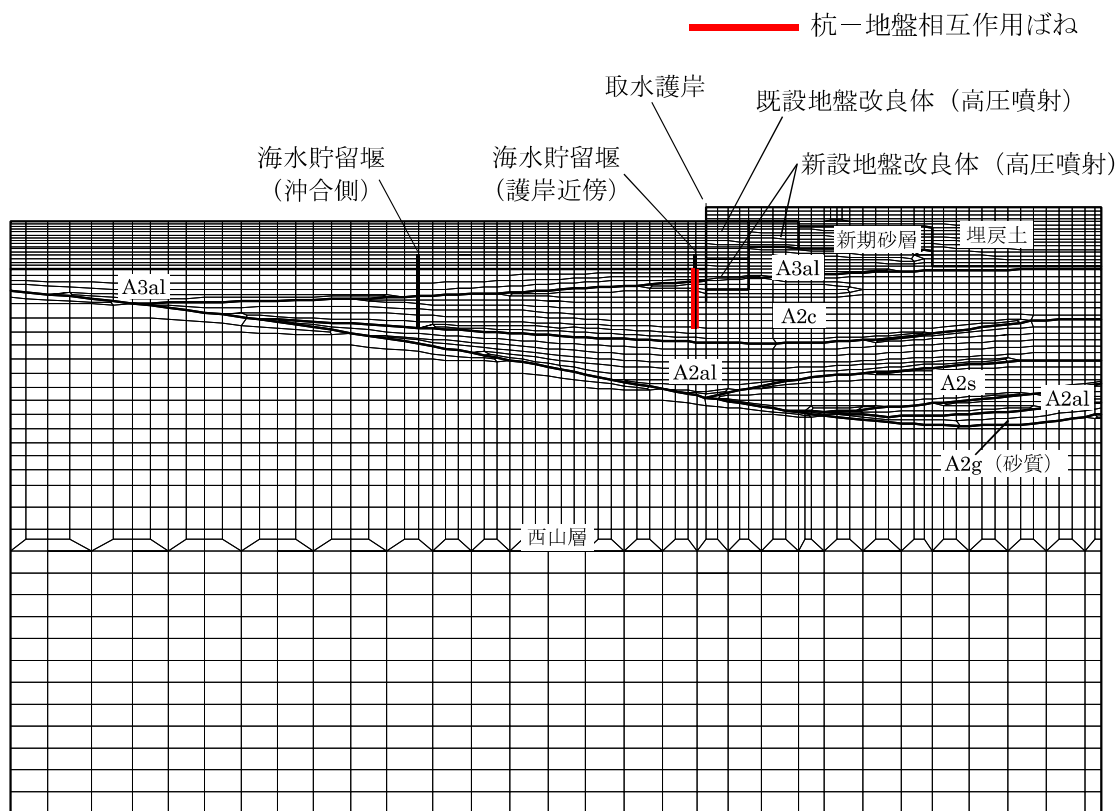 杭－地盤相互作用ばね
取水護岸
既設地盤改良体（高圧噴射）
海水貯留堰
（沖合側）
海水貯留堰
（護岸近傍）
新設地盤改良体（高圧噴射）
新期砂層
埋戻土
A3al
A3al
A2c
A2al
A2s
A2al
A2g（砂質）
西山層